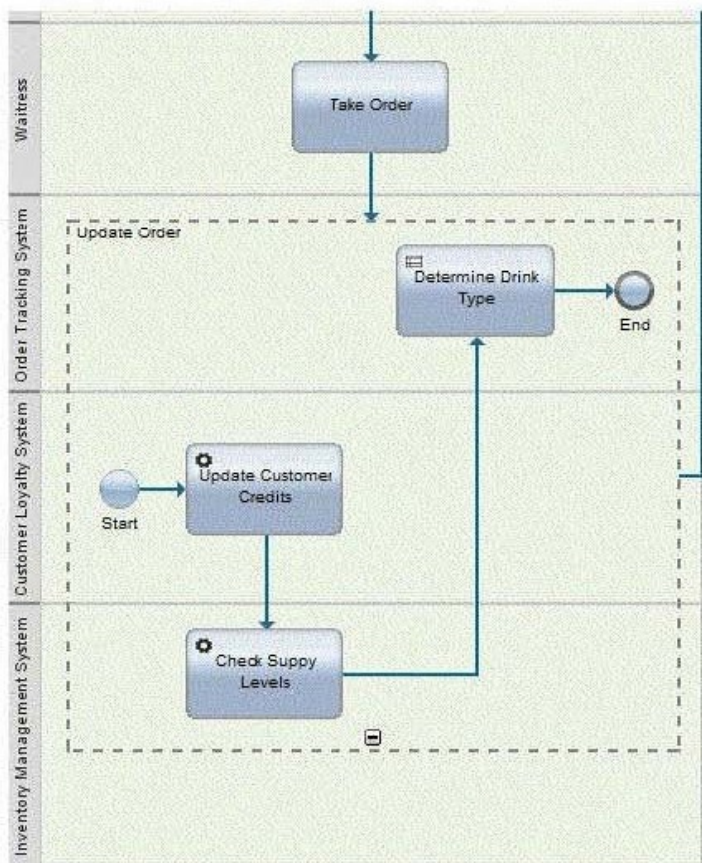 Waitress
Take Order
Order Tracking System
Update Order
Determine Drink
Type
End
Customer Loyalty System
Update Customer
Credits
Start
Inventory Management System
Check Suppy
Levels